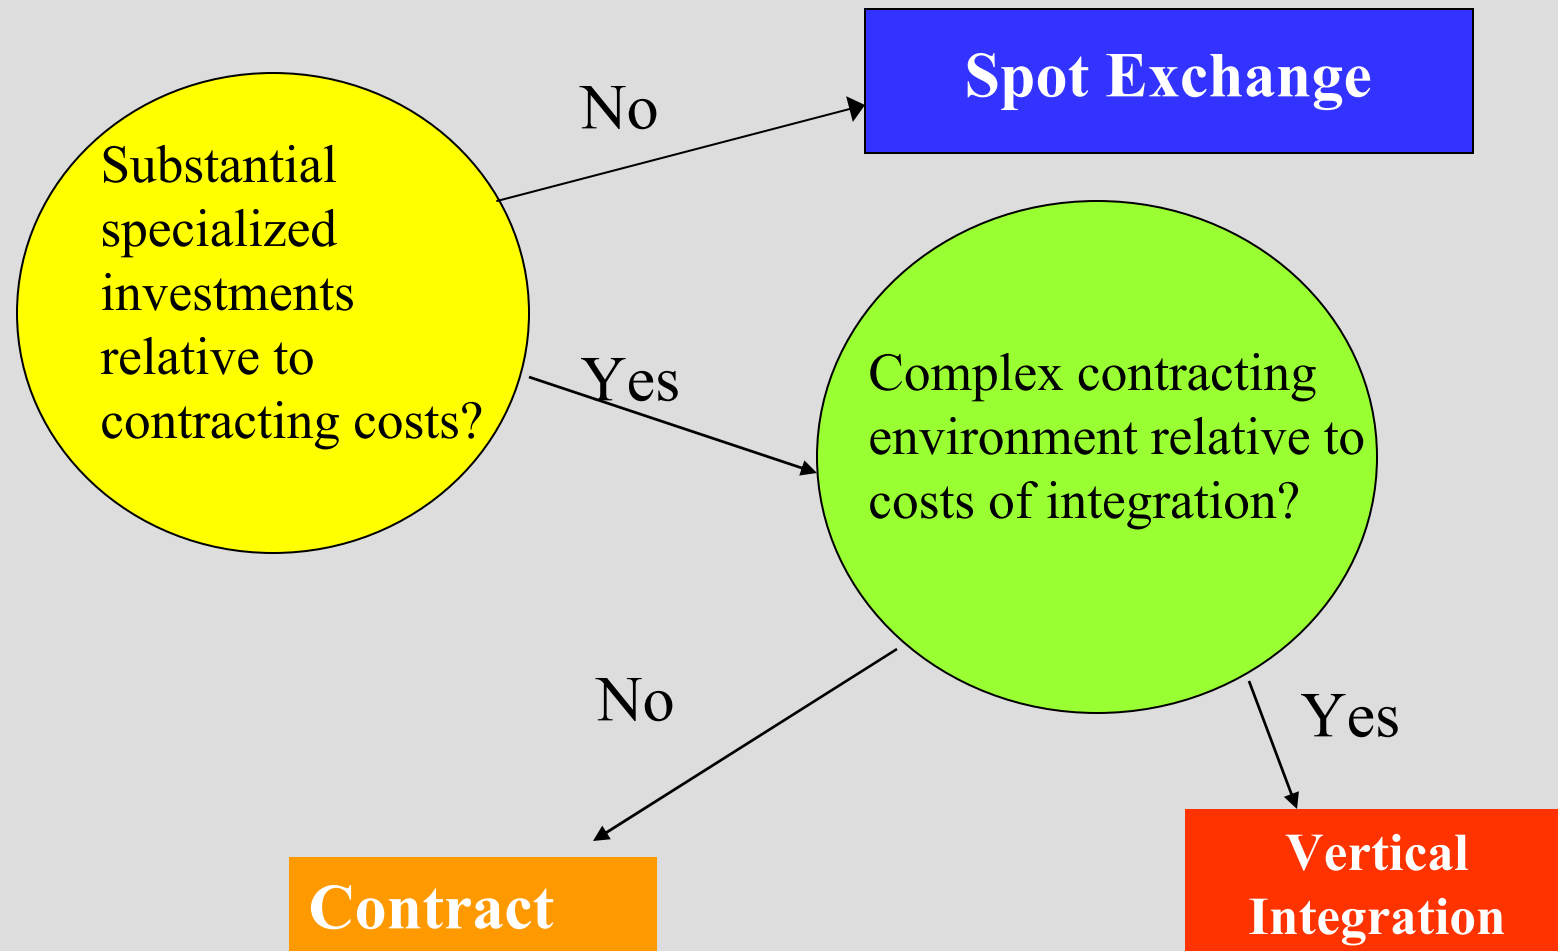 Spot Exchange
No
Substantial
specialized
investments
relative to
contracting costs?
Yes
Complex contracting
environment relative to
costs of integration?
No
Yes
Contract
Vertical
Integration